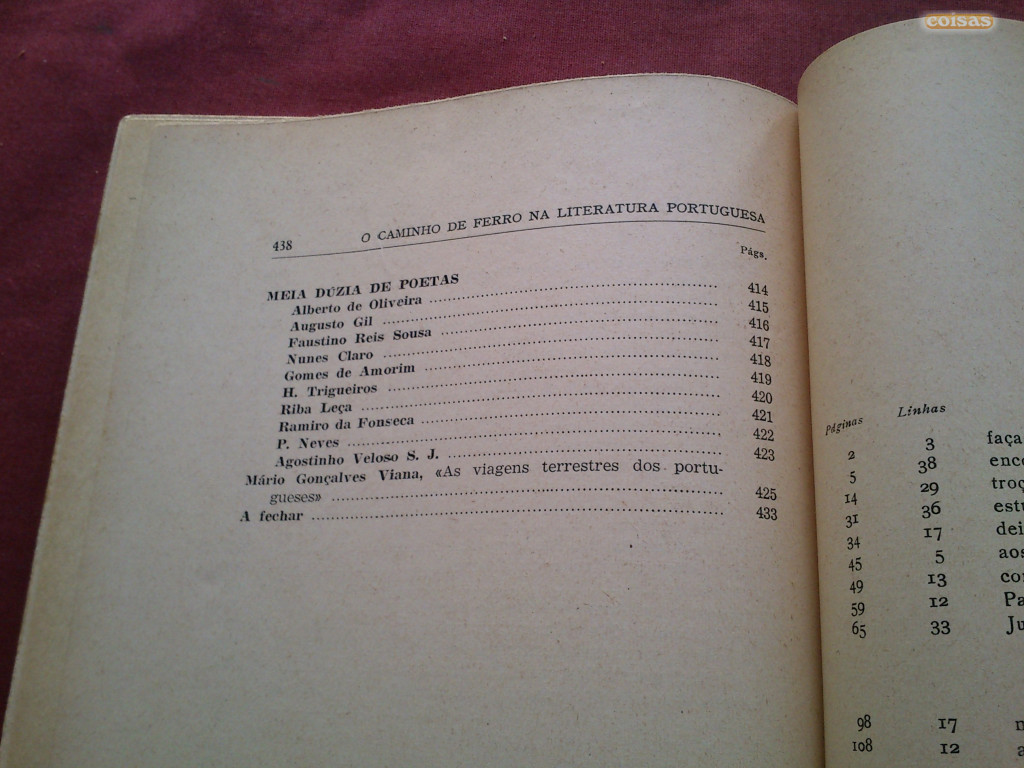 coisas
438 O CAMINHO DE FERRO NA LITERATURA PORTUGUESA
Págs.
MEIA DÚZIA DE POETAS
Alberto de Oliveira 414
Augusto Gil 415
Faustino Reis Sousa 416
Nunes Claro 417
Gomes de Amorim 418
H. Trigueiros 419
Riba Leça 420
Ramiro da Fonseca 421
P. Neves 422
Agostinho Veloso S. J. 423
Mário Gonçalves Viana, «As viagens terrestres dos portu-
gueses» 425
A fechar 433
Páginas Linhas
2 3 faça
5 38
14 29
31 36
34 17
45 5 aos
49 13
59 12
65 33
98 17
108 12